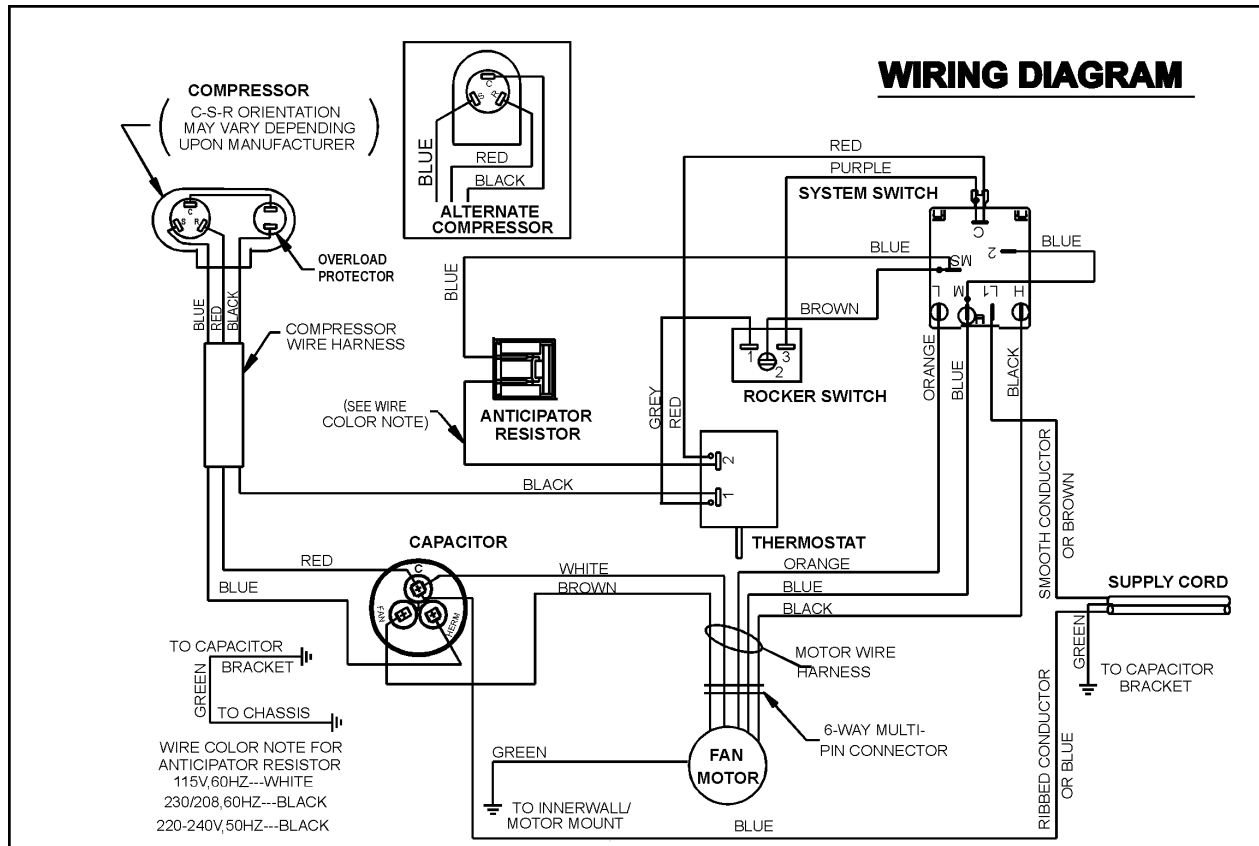 WIRING DIAGRAM
COMPRESSOR
C-S-R ORIENTATION
MAY VARY DEPENDING
UPON MANUFACTURER
C
S
R
OVERLOAD
PROTECTOR
C
S
R
BLUE
RED
BLACK
ALTERNATE
COMPRESSOR
RED
PURPLE
SYSTEM SWITCH
C
BLUE
MS
2
BLUE
L
M
L1
H
BROWN
BLUE
BLUE
RED
BLACK
COMPRESSOR
WIRE HARNESS
1
3
2
ROCKER SWITCH
ORANGE
BLUE
BLACK
(SEE WIRE
COLOR NOTE)
ANTICIPATOR
RESISTOR
GREY
RED
2
1
THERMOSTAT
BLACK
SMOOTH CONDUCTOR
OR BROWN
CAPACITOR
C
FAN
HERM
RED
BLUE
WHITE
BROWN
ORANGE
BLUE
BLACK
SUPPLY CORD
GREEN
TO CAPACITOR
BRACKET
RIBBED CONDUCTOR
OR BLUE
TO CAPACITOR
BRACKET
GREEN
TO CHASSIS
MOTOR WIRE
HARNESS
6-WAY MULTI-
PIN CONNECTOR
FAN
MOTOR
GREEN
TO INNERWALL/
MOTOR MOUNT
BLUE
WIRE COLOR NOTE FOR
ANTICIPATOR RESISTOR
115V,60HZ---WHITE
230/208,60HZ---BLACK
220-240V,50HZ---BLACK